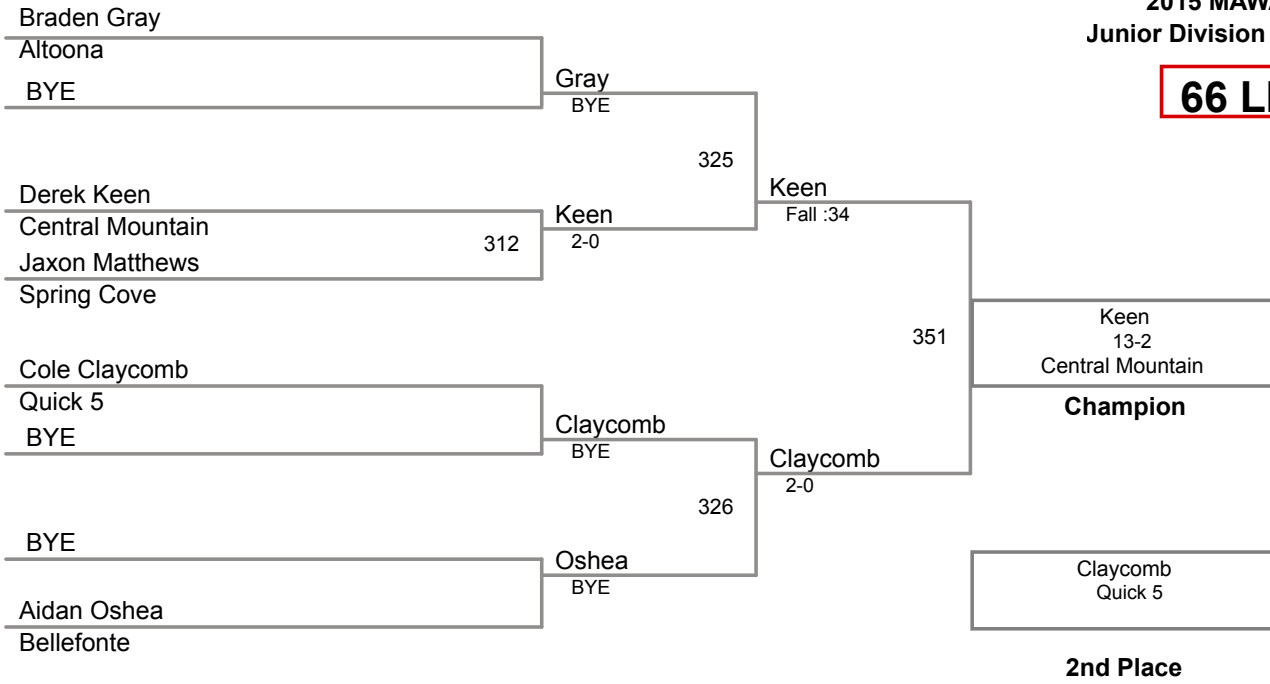 2015 MAWA
Junior Division
66 L
Braden Gray
Altoona
BYE
Gray
BYE
325
Derek Keen
Central Mountain
312
Jaxon Matthews
Spring Cove
Keen
2-0
Keen
Fall :34
351
Cole Claycomb
Quick 5
BYE
Claycomb
BYE
326
BYE
Aidan Oshea
Bellefonte
Oshea
BYE
Claycomb
2-0
Keen
13-2
Central Mountain
Champion
Claycomb
Quick 5
2nd Place